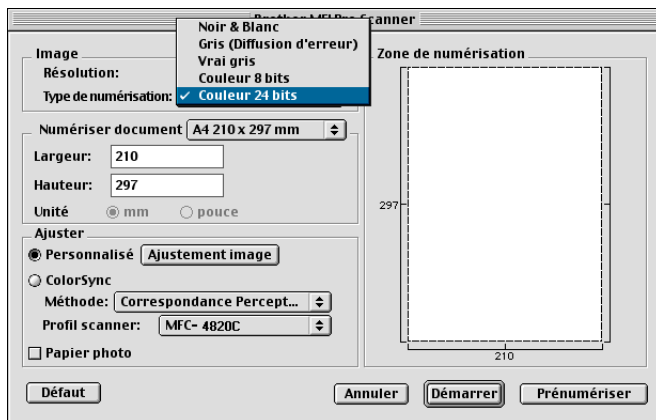 Brother MFL Pro Scanner
Noir & Blanc
Gris (Diffusion d'erreur)
Vrai gris
Couleur 8 bits
✓ Couleur 24 bits
Image
Résolution:
Type de numérisation:
Numériser document A4 210 x 297 mm
Largeur: 210
Hauteur: 297
Unité mm pouce
Ajuster
Personnalisé Ajustement image
ColorSync
Méthode: Correspondance Percept...
Profil scanner: MFC- 4820C
Papier photo
Zone de numérisation
297
210
Défaut
Annuler
Démarrer
Prénumériser